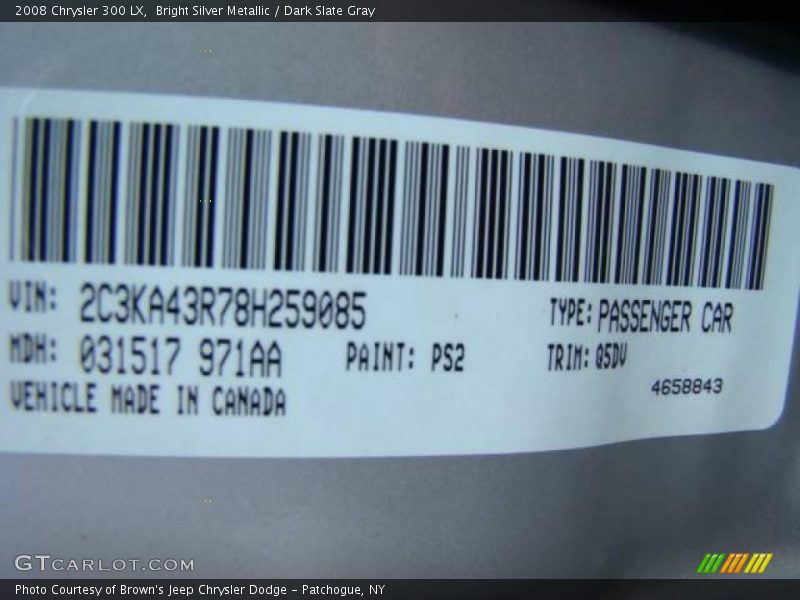 2008 Chrysler 300 LX,  Bright Silver Metallic / Dark Slate Gray
VIN: 2C3KA43R78H259085 TYPE: PASSENGER CAR
MDH: 031517 971AA PAINT: PS2 TRIM: Q5DV
VEHICLE MADE IN CANADA 4658843
GTCARLOT.COM
Photo Courtesy of Brown's Jeep Chrysler Dodge – Patchogue, NY